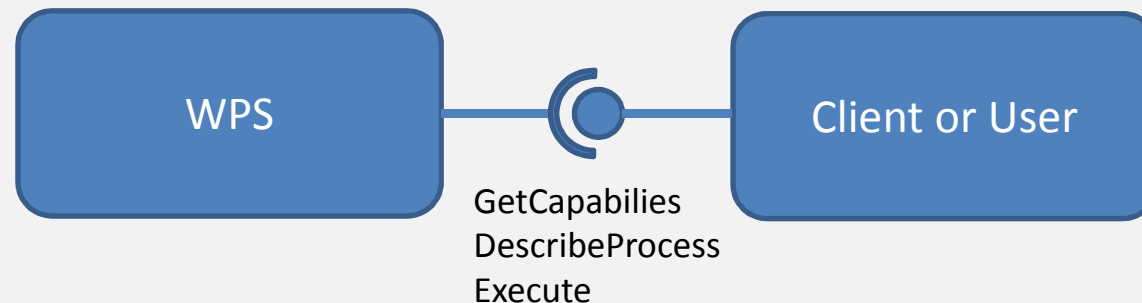 WPS
Client or User
GetCapabilies
DescribeProcess
Execute